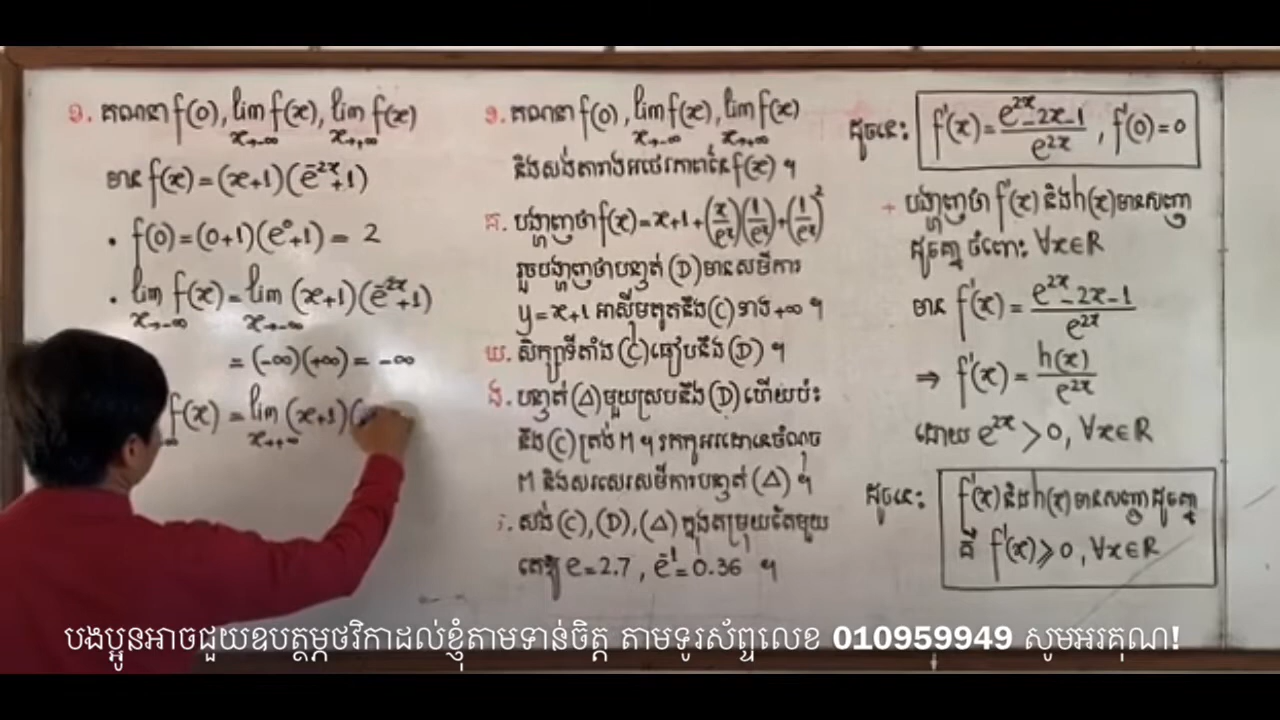 ១. គណនា f(0), lim f(x), lim f(x)
x→-∞ x→+∞
មាន f(x) = (x+1)(e^-2x+1)
• f(0) = (0+1)(e^0+1) = 2
• lim f(x) = lim (x+1)(e^-2x+1)
x→-∞ x→-∞
= (-∞)(+∞) = -∞
f(x) = lim (x+1)(
∞ x→+∞
១. គណនា f(0), lim f(x), lim f(x)
x→-∞ x→+∞
និងសង់តារាងអថេរភាពនៃ f(x) ។
គ. បង្ហាញថា f(x) = x+1+(x/e^x)(1/e^x)+(1/e^x)^2
រួចបង្ហាញថាបន្ទាត់ (D) មានសមីការ
y = x+1 អាស៊ីមតូតនឹង (C) ខាង +∞ ។
ឃ. សិក្សាទីតាំង (C) ធៀបនឹង (D) ។
ង. បន្ទាត់ (Δ) មួយស្របនឹង (D) ហើយប៉ះ
នឹង (C) ត្រង់ M ។ រកកូអរដោនេចំណុច
M និងសរសេរសមីការបន្ទាត់ (Δ) ។
សង់ (C), (D), (Δ) ក្នុងតម្រុយតែមួយ
គេឱ្យ e = 2.7, e^-1 = 0.36 ។
ដូចនេះ f'(x) = (e^2x-2x-1)/e^2x, f'(0) = 0
+ បង្ហាញថា f'(x) និង h(x) មានសញ្ញា
ដូចគ្នាចំពោះ ∀x∈R
មាន f'(x) = (e^2x-2x-1)/e^2x
⇒ f'(x) = h(x)/e^2x
ដោយ e^2x > 0, ∀x∈R
ដូចនេះ f'(x) និង h(x) មានសញ្ញាដូចគ្នា
គឺ f'(x) ⩾ 0, ∀x∈R
បងប្អូនអាចជួយឧបត្ថម្ភថវិកាដល់ខ្ញុំតាមទាន់ចិត្ត តាមទូរស័ព្ទលេខ 010959949 សូមអរគុណ!